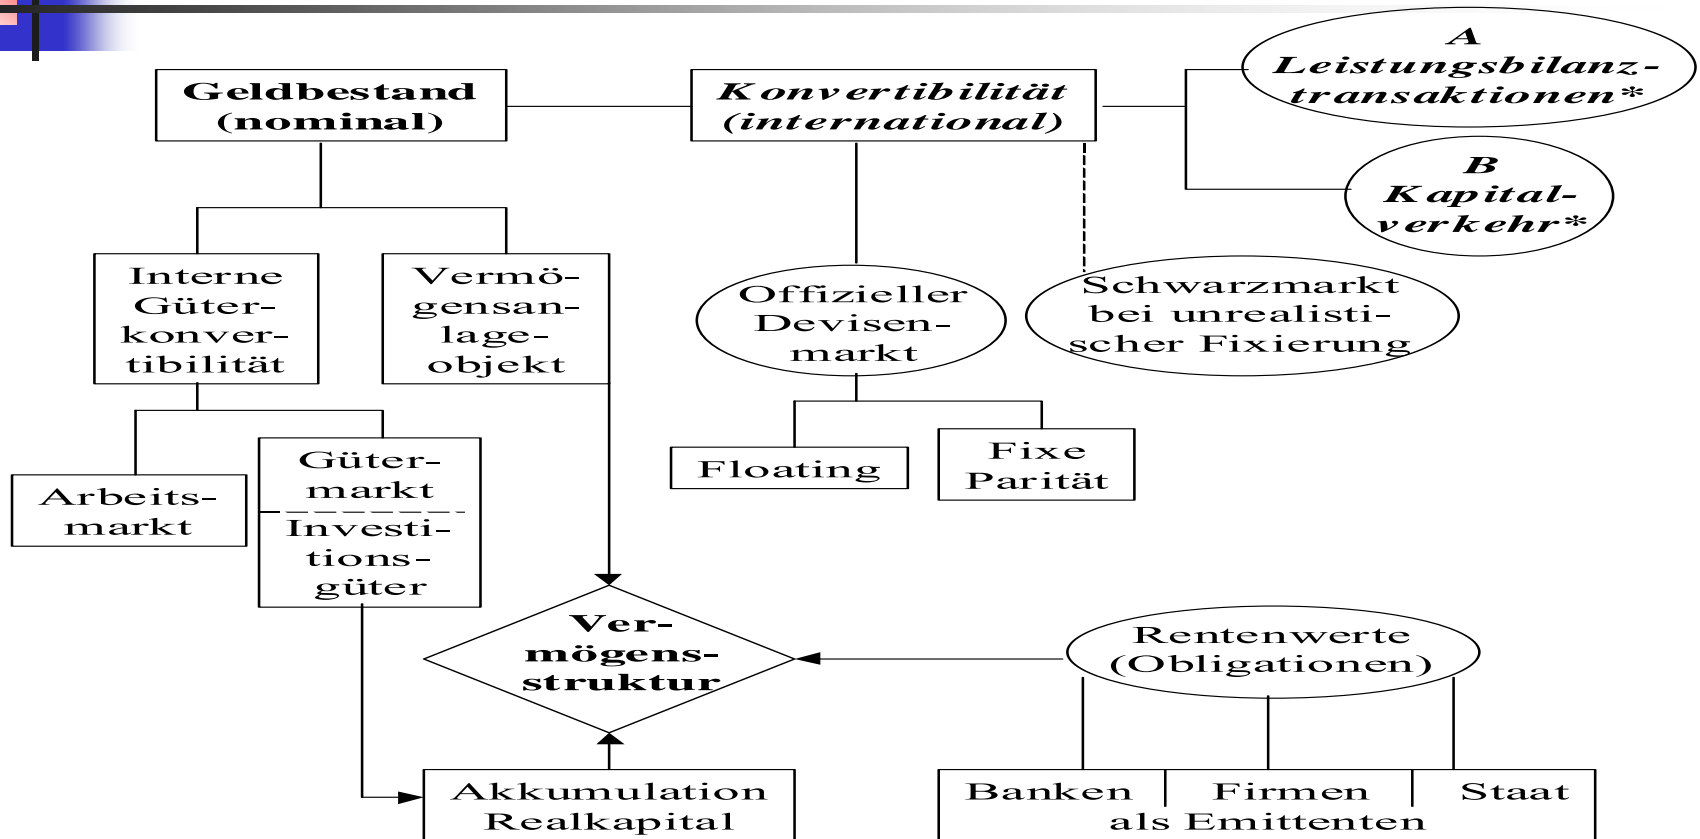 Geldbestand
(nominal)
Konvertibilität
(international)
A
Leistungsbilanz-
transaktionen*
B
Kapital-
verkehr*
Interne
Güter-
konver-
tibilität
Vermö-
gensan-
lage-
objekt
Offizieller
Devisen-
markt
Schwarzmarkt
bei unrealisti-
scher Fixierung
Arbeits-
markt
Güter-
markt
Investi-
tions-
güter
Floating
Fixe
Parität
Ver-
mögens-
struktur
Rentenwerte
(Obligationen)
Akkumulation
Realkapital
Banken Firmen Staat
als Emittenten